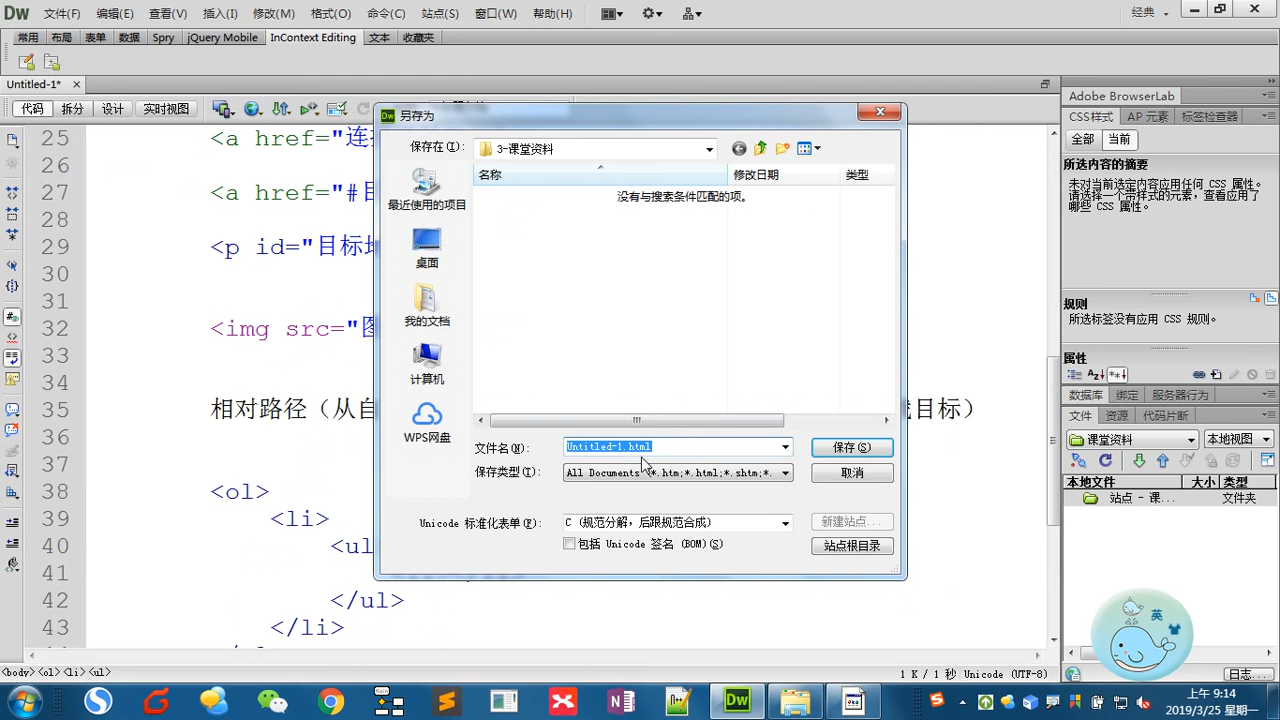 Dw 文件(F) 编辑(E) 查看(V) 插入(I) 修改(M) 格式(O) 命令(C) 站点(S) 窗口(W) 帮助(H) 经典
常用 布局 表单 数据 Spry jQuery Mobile InContext Editing 文本 收藏夹
Untitled-1*
代码 拆分 设计 实时视图
25 <a href="连
26
27 <a href="#目
28
29 <p id="目标地
30
31
32 <img src="图
33
34
35 相对路径（从自
目标）
36
37
38 <ol>
39 <li>
40 <ul
41
42 </ul>
43 </li>
<body><ol><li><ul>
1 K / 1 秒 Unicode (UTF-8)
Dw 另存为
保存在(I):
3-课堂资料
名称 修改日期 类型
没有与搜索条件匹配的项。
最近使用的项目
桌面
我的文档
计算机
WPS网盘
文件名(N):
Untitled-1.html
保存(S)
保存类型(T):
All Documents (*.htm;*.html;*.shtm;*.
取消
Unicode 标准化表单(F):
C (规范分解，后跟规范合成)
新建站点...
包括 Unicode 签名 (BOM)(S)
站点根目录
Adobe BrowserLab
CSS样式 AP 元素 标签检查器
全部 当前
所选内容的摘要
未对当前选定内容应用任何 CSS 属性。
请选择一个带样式的元素，查看应用了
哪些 CSS 属性。
规则
所选标签没有应用 CSS 规则。
属性
数据库 绑定 服务器行为
文件 资源 代码片断
课堂资料 本地视图
本地文件 大小 类型
站点 - 课... 文件夹
英
日志...
Dw
上午 9:14
2019/3/25 星期一